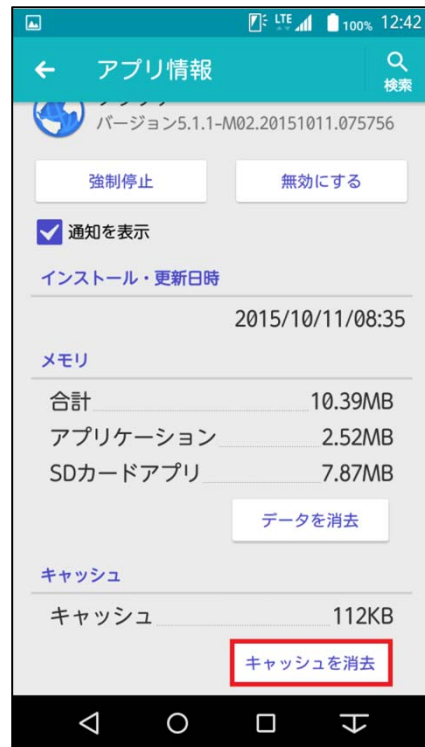 LTE 100% 12:42
アプリ情報
検索
バージョン5.1.1-M02.20151011.075756
強制停止 無効にする
通知を表示
インストール・更新日時
2015/10/11/08:35
メモリ
合計 10.39MB
アプリケーション 2.52MB
SDカードアプリ 7.87MB
データを消去
キャッシュ
キャッシュ 112KB
キャッシュを消去